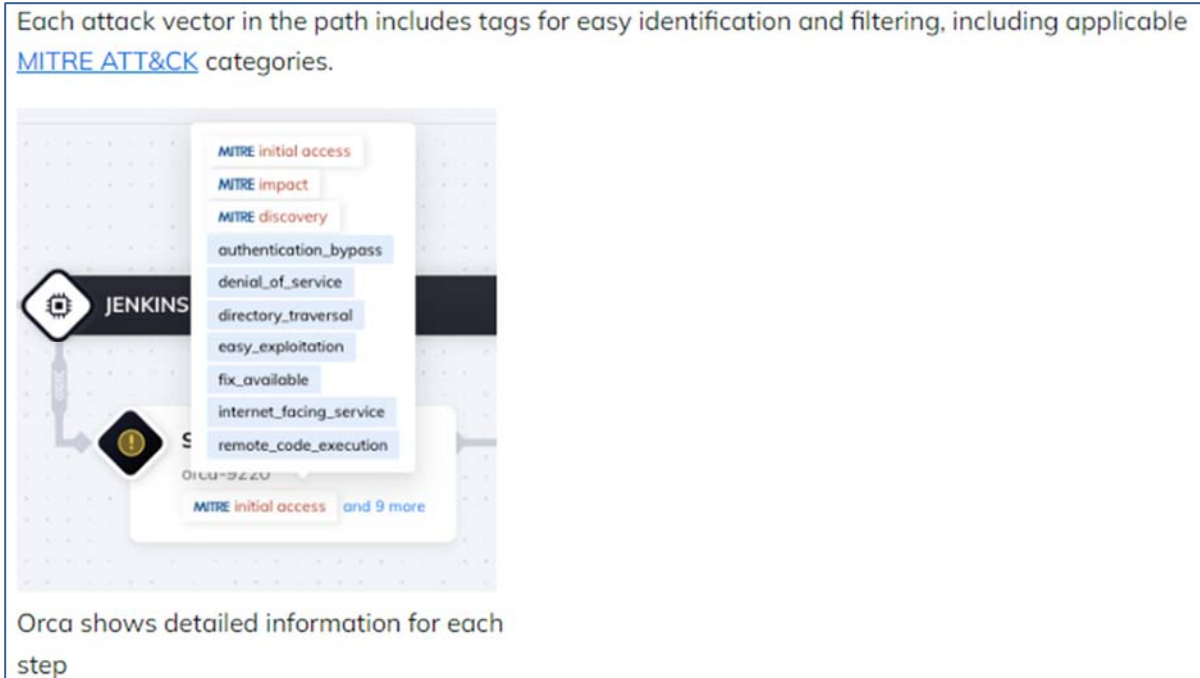 Each attack vector in the path includes tags for easy identification and filtering, including applicable
MITRE ATT&CK categories.
MITRE initial access
MITRE impact
MITRE discovery
authentication_bypass
denial_of_service
JENKINS
directory_traversal
easy_exploitation
fix_available
internet_facing_service
remote_code_execution
MITRE initial access and 9 more
Orca shows detailed information for each
step